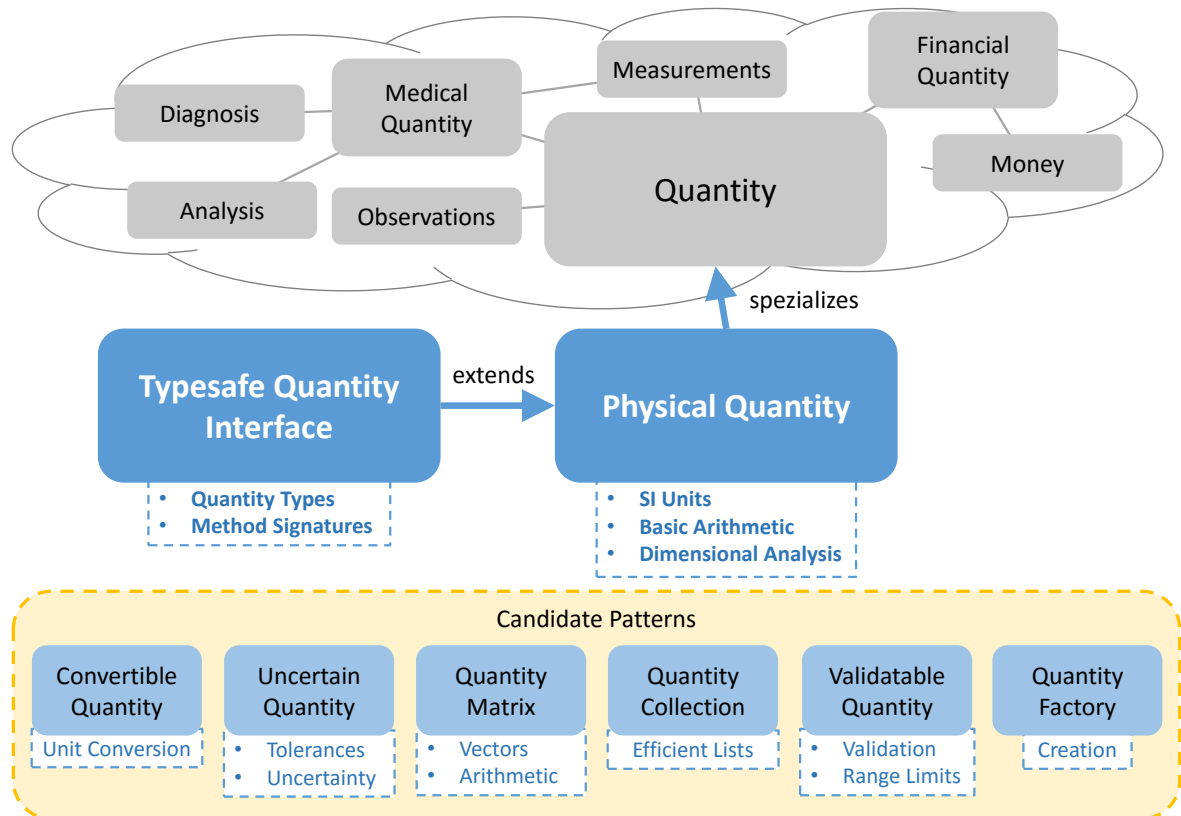 Financial
Quantity
Measurements
Medical
Quantity
Diagnosis
Money
Quantity
Analysis
Observations
spezializes
Typesafe Quantity
Interface
extends
Physical Quantity
• Quantity Types
• Method Signatures
• SI Units
• Basic Arithmetic
• Dimensional Analysis
Candidate Patterns
Convertible
Quantity
Unit Conversion
Uncertain
Quantity
• Tolerances
• Uncertainty
Quantity
Matrix
• Vectors
• Arithmetic
Quantity
Collection
Efficient Lists
Validatable
Quantity
• Validation
• Range Limits
Quantity
Factory
Creation